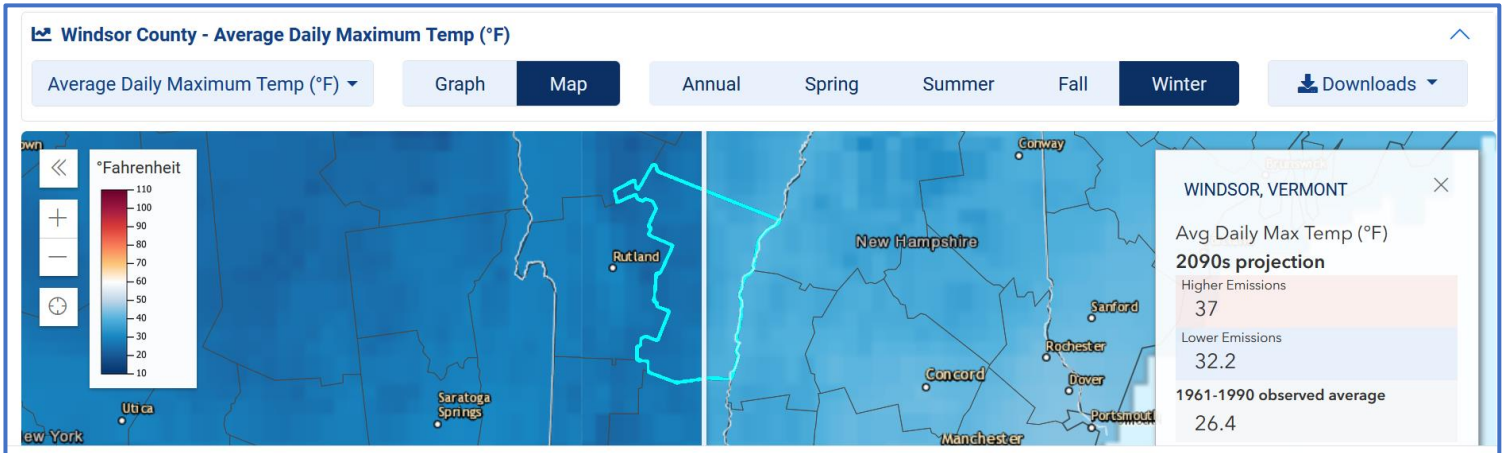 Windsor County - Average Daily Maximum Temp (°F)
Average Daily Maximum Temp (°F) Graph Map Annual Spring Summer Fall Winter Downloads
°Fahrenheit
110
100
90
80
70
60
50
40
30
20
10
Conway
Rutland
New Hampshire
Sanford
Rochester
Concord
Dover
Utica
Saratoga
Springs
ew York
Manchester
WINDSOR, VERMONT
Avg Daily Max Temp (°F)
2090s projection
Higher Emissions
37
Lower Emissions
32.2
1961-1990 observed average
26.4